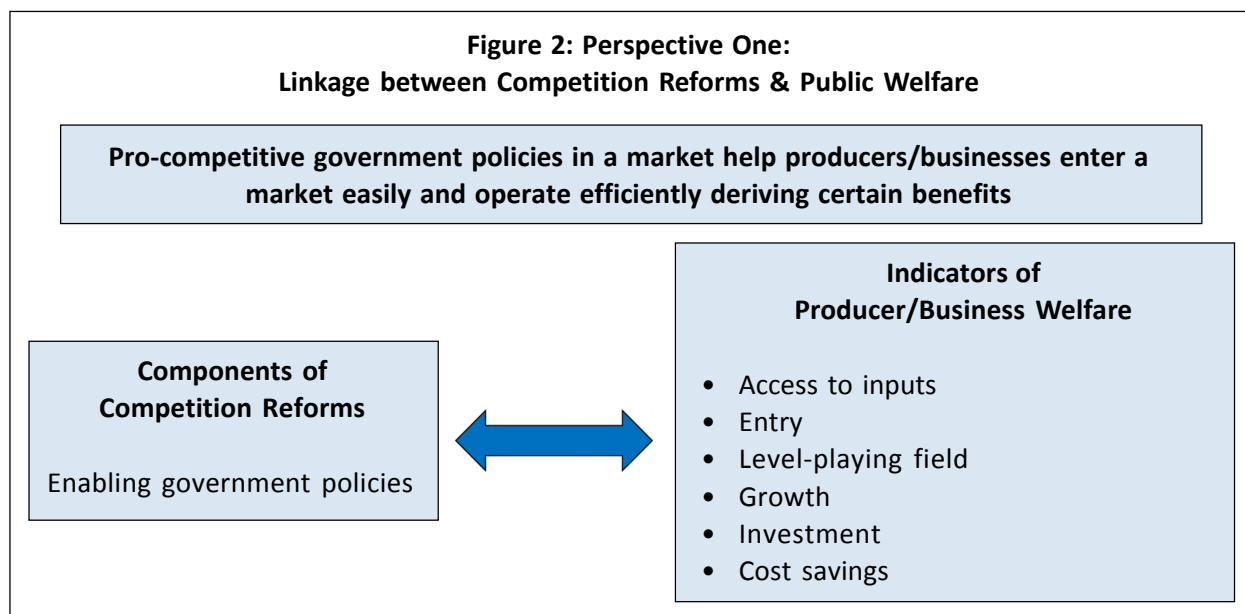 Figure 2: Perspective One:
Linkage between Competition Reforms & Public Welfare
Pro-competitive government policies in a market help producers/businesses enter a
market easily and operate efficiently deriving certain benefits
Components of
Competition Reforms
Enabling government policies
Indicators of
Producer/Business Welfare
• Access to inputs
• Entry
• Level-playing field
• Growth
• Investment
• Cost savings